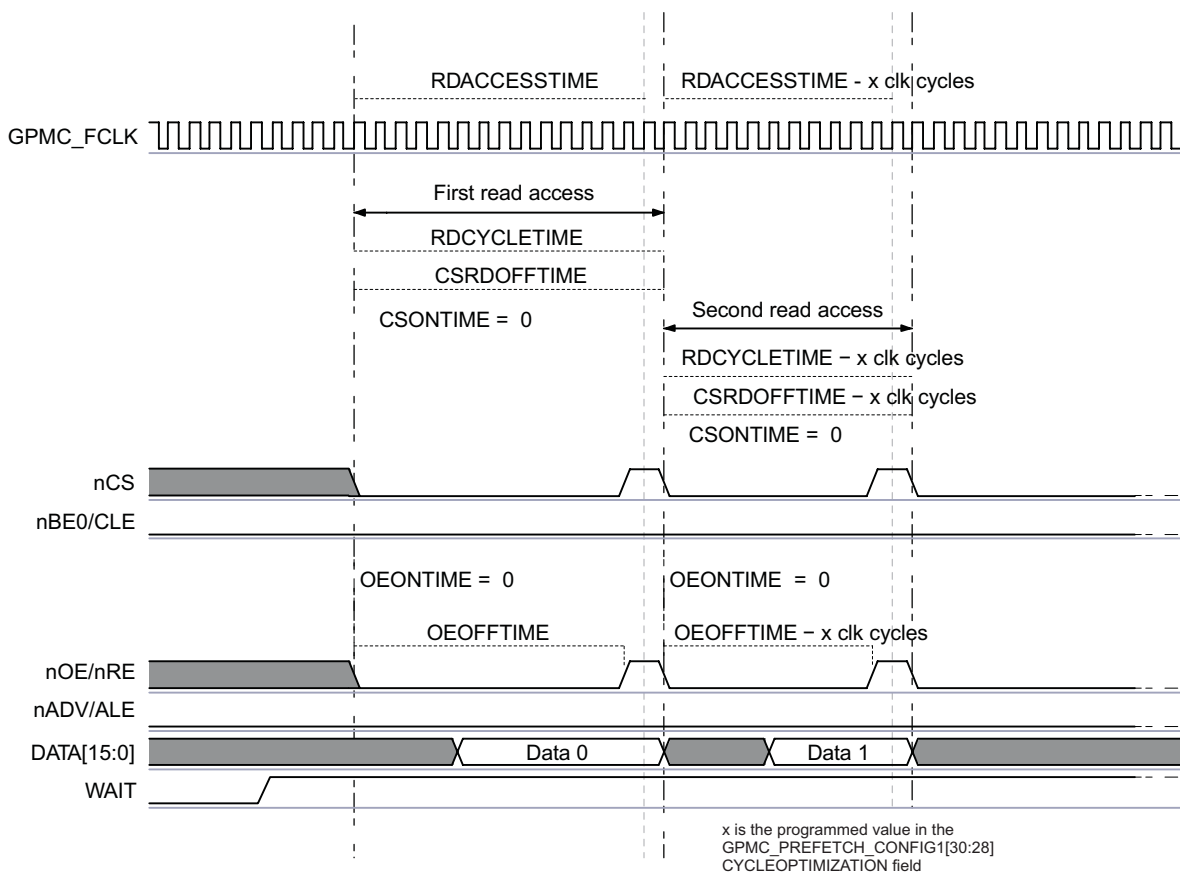 RDACCESSTIME
RDACCESSTIME - x clk cycles
GPMC_FCLK
First read access
RDCYCLETIME
CSRDOFFTIME
CSONTIME = 0
Second read access
RDCYCLETIME − x clk cycles
CSRDOFFTIME − x clk cycles
CSONTIME = 0
nCS
nBE0/CLE
OEONTIME = 0
OEONTIME = 0
OEOFFTIME
OEOFFTIME − x clk cycles
nOE/nRE
nADV/ALE
DATA[15:0]
Data 0
Data 1
WAIT
x is the programmed value in the
GPMC_PREFETCH_CONFIG1[30:28]
CYCLEOPTIMIZATION field